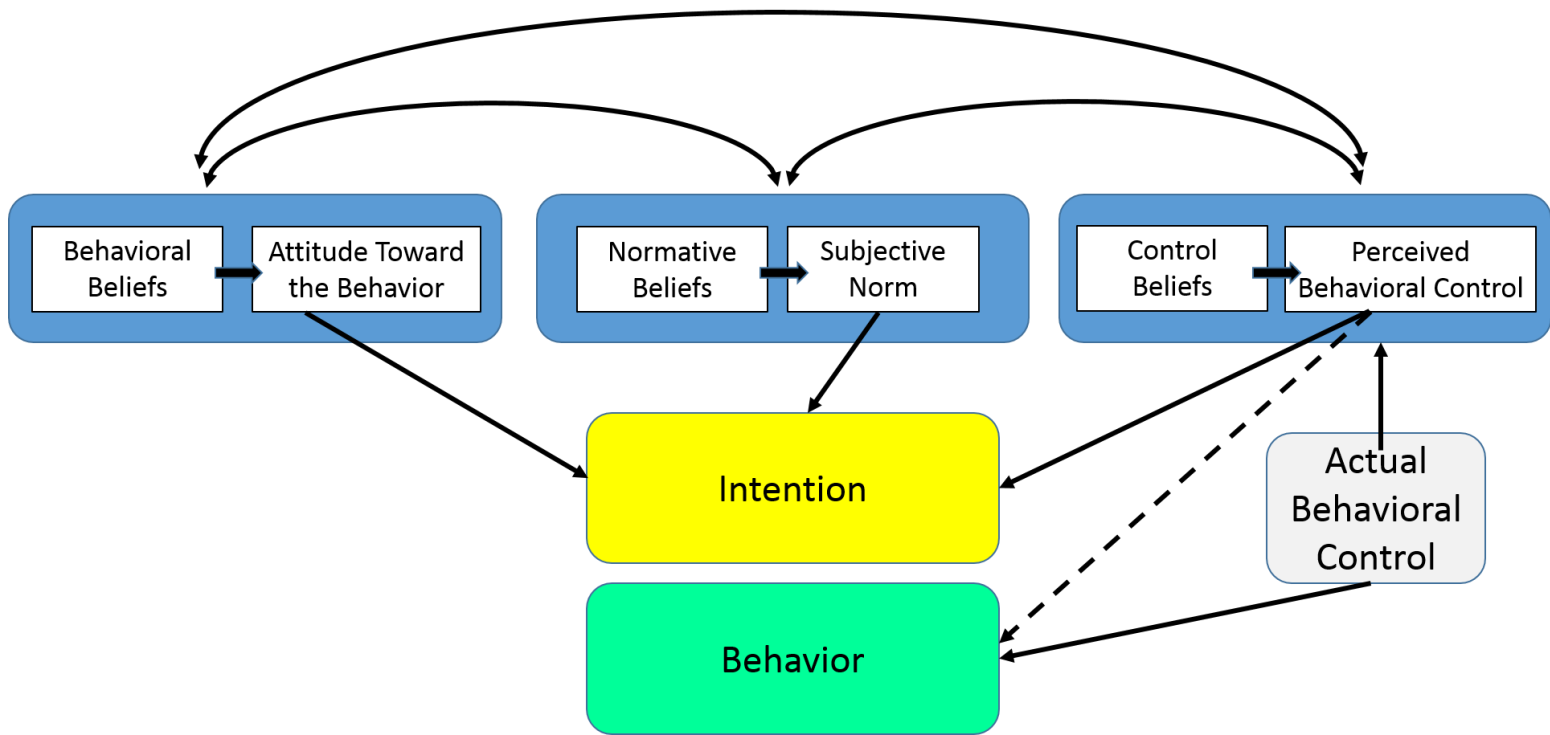 Behavioral
Beliefs
Attitude Toward
the Behavior
Normative
Beliefs
Subjective
Norm
Control
Beliefs
Perceived
Behavioral Control
Intention
Actual
Behavioral
Control
Behavior